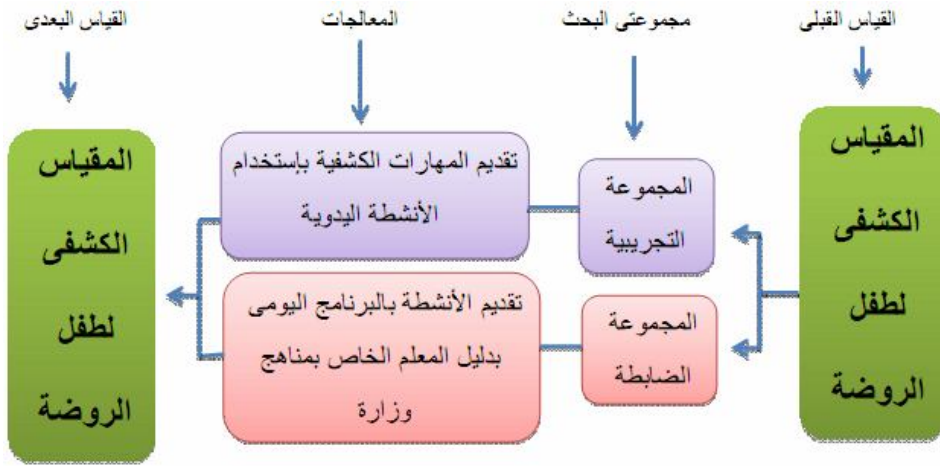 القياس القبلى
مجموعتى البحث
المعالجات
القياس البعدى
المقياس
الكشفى
لطفل
الروضة
المجموعة
التجريبية
تقديم المهارات الكشفية بإستخدام
الأنشطة اليدوية
المجموعة
الضابطة
تقديم الأنشطة بالبرنامج اليومى
بدليل المعلم الخاص بمناهج
وزارة
المقياس
الكشفى
لطفل
الروضة